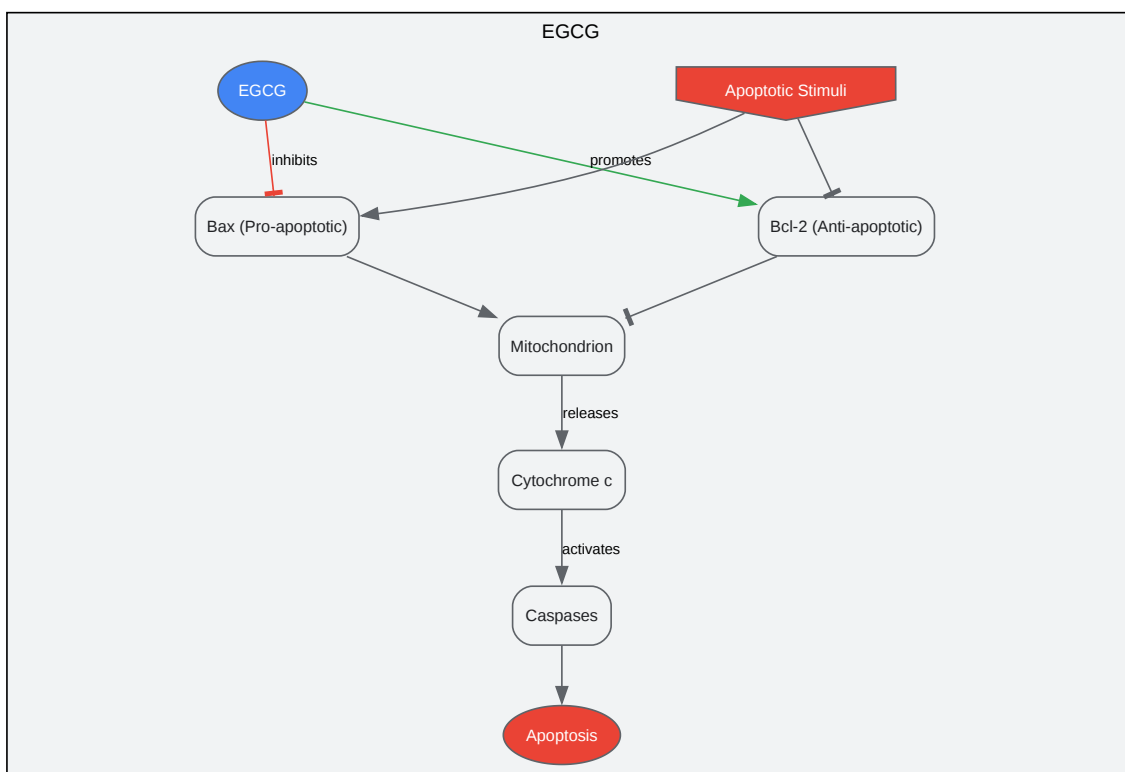 EGCG
EGCG
Apoptotic Stimuli
inhibits
promotes
Bax (Pro-apoptotic)
Bcl-2 (Anti-apoptotic)
Mitochondrion
releases
Cytochrome c
activates
Caspases
Apoptosis